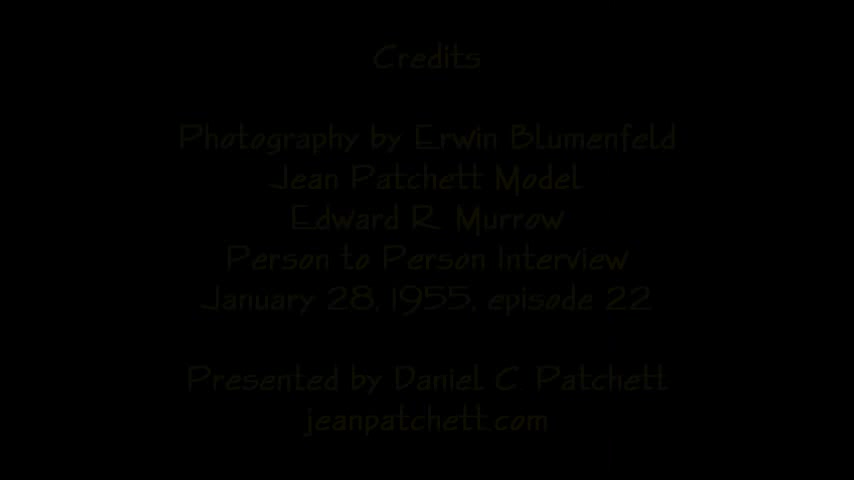 Credits
Photography by Erwin Blumenfeld
Jean Patchett Model
Edward R. Murrow
Person to Person Interview
January 28, 1955, episode 22
Presented by Daniel C. Patchett
jeanpatchett.com